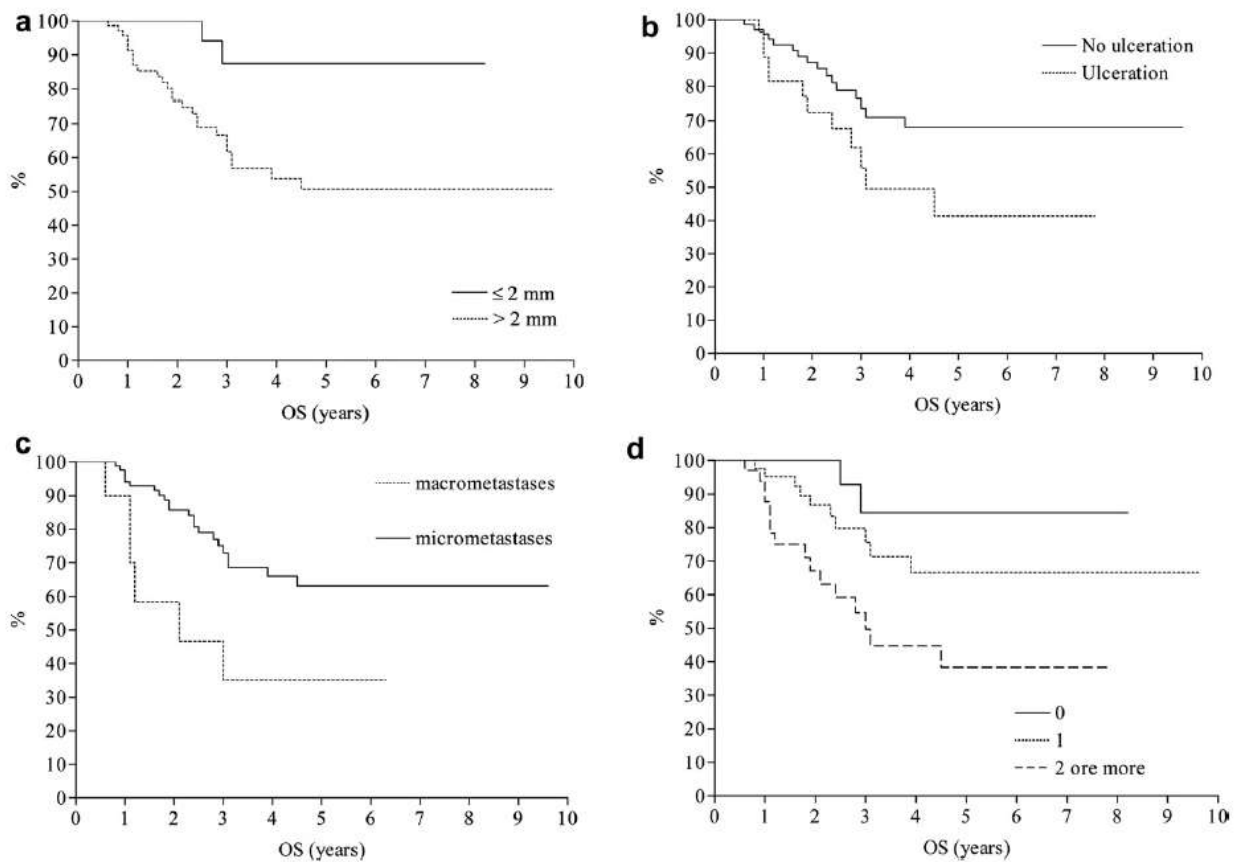 a
100
90
80
70
60
50
40
30
20
10
0
%
≤ 2 mm
> 2 mm
0 1 2 3 4 5 6 7 8 9 10
OS (years)
b
100
90
80
70
60
50
40
30
20
10
0
%
No ulceration
Ulceration
0 1 2 3 4 5 6 7 8 9 10
OS (years)
c
100
90
80
70
60
50
40
30
20
10
0
%
macrometastases
micrometastases
0 1 2 3 4 5 6 7 8 9 10
OS (years)
d
100
90
80
70
60
50
40
30
20
10
0
%
0
1
2 ore more
0 1 2 3 4 5 6 7 8 9 10
OS (years)